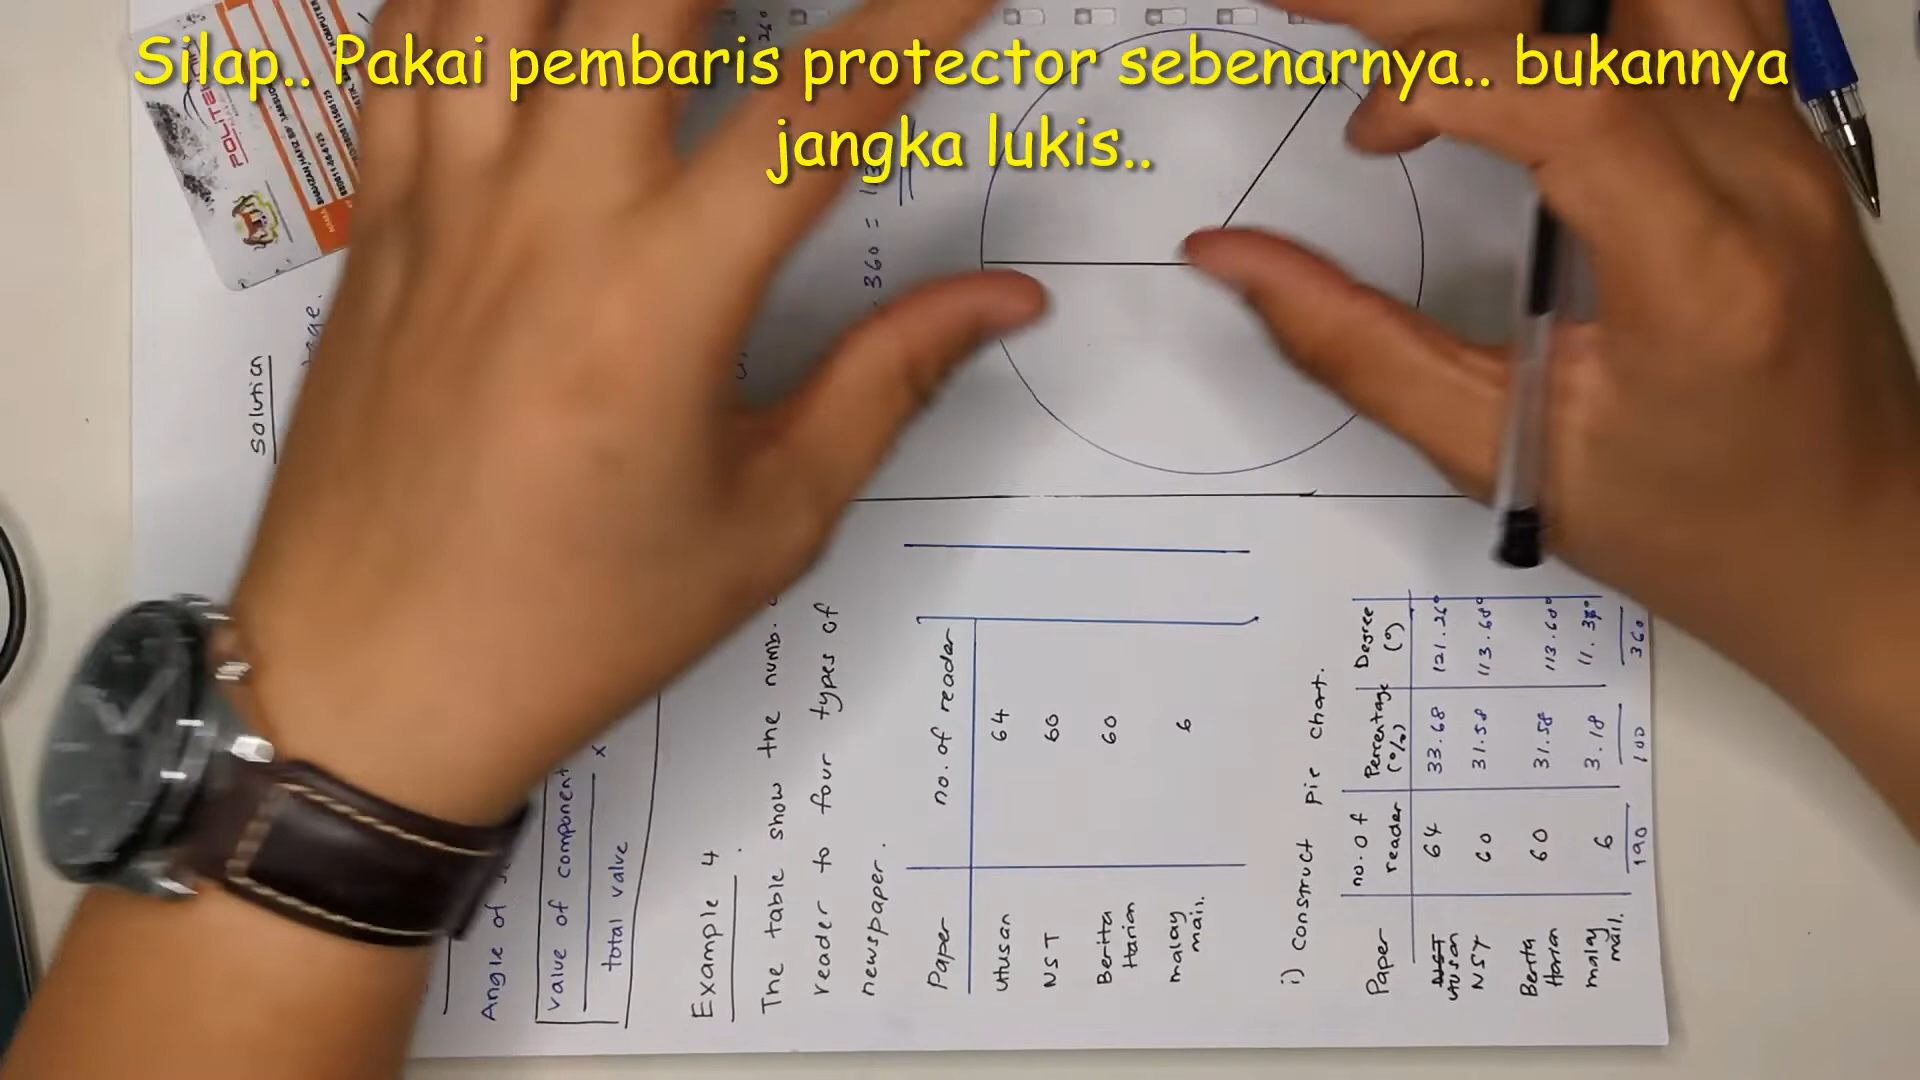 Silap.. Pakai pembaris protector sebenarnya.. bukannya
jangka lukis..
solution
360 =
Angle of
value of component
total value
x
Example 4
The table show the numb.
reader to four types of
newspaper.
Paper no. of reader
Utusan 64
NST 60
Berita Harian 60
malay mail. 6
i) construct pie chart.
Paper no. of reader Percentage (%) Degree (°)
Utusan 64 33.68 121.26°
NST 60 31.58 113.68°
Berita Harian 60 31.58 113.68°
malay mail. 6 3.18
190 100 360